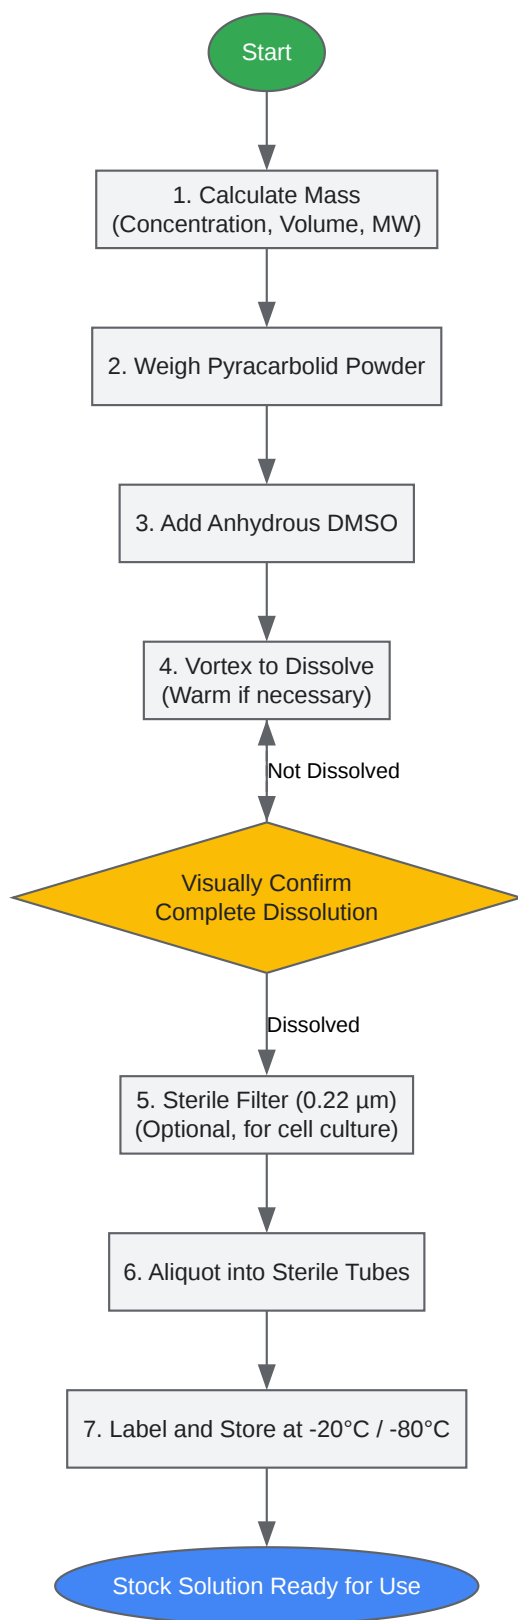 Start
1. Calculate Mass
(Concentration, Volume, MW)
2. Weigh Pyracarbolid Powder
3. Add Anhydrous DMSO
4. Vortex to Dissolve
(Warm if necessary)
Not Dissolved
Visually Confirm
Complete Dissolution
Dissolved
5. Sterile Filter (0.22 µm)
(Optional, for cell culture)
6. Aliquot into Sterile Tubes
7. Label and Store at -20°C / -80°C
Stock Solution Ready for Use